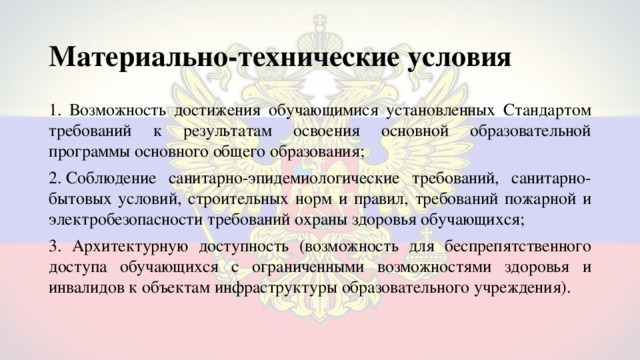 Материально-технические условия
1. Возможность достижения обучающимися установленных Стандартом
требований к результатам освоения основной образовательной
программы основного общего образования;
2. Соблюдение санитарно-эпидемиологические требований, санитарно-
бытовых условий, строительных норм и правил, требований пожарной и
электробезопасности требований охраны здоровья обучающихся;
3. Архитектурную доступность (возможность для беспрепятственного
доступа обучающихся с ограниченными возможностями здоровья и
инвалидов к объектам инфраструктуры образовательного учреждения).